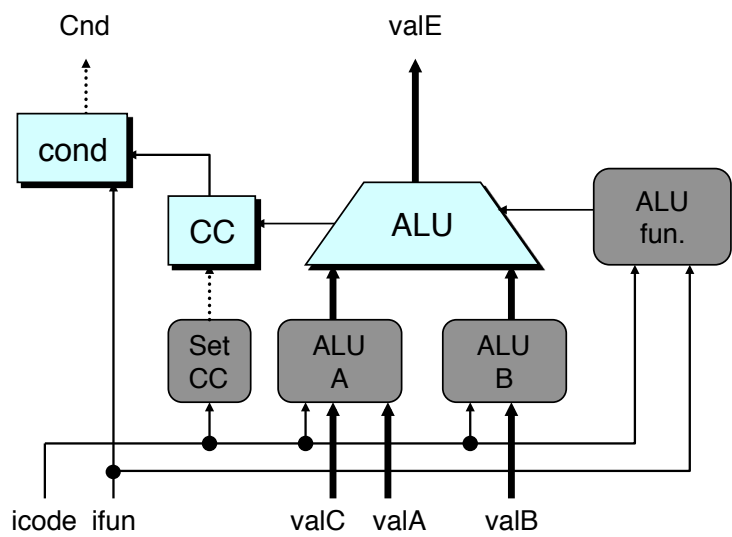 Cnd
valE
cond
CC
ALU
ALU
fun.
Set
CC
ALU
A
ALU
B
icode
ifun
valC
valA
valB